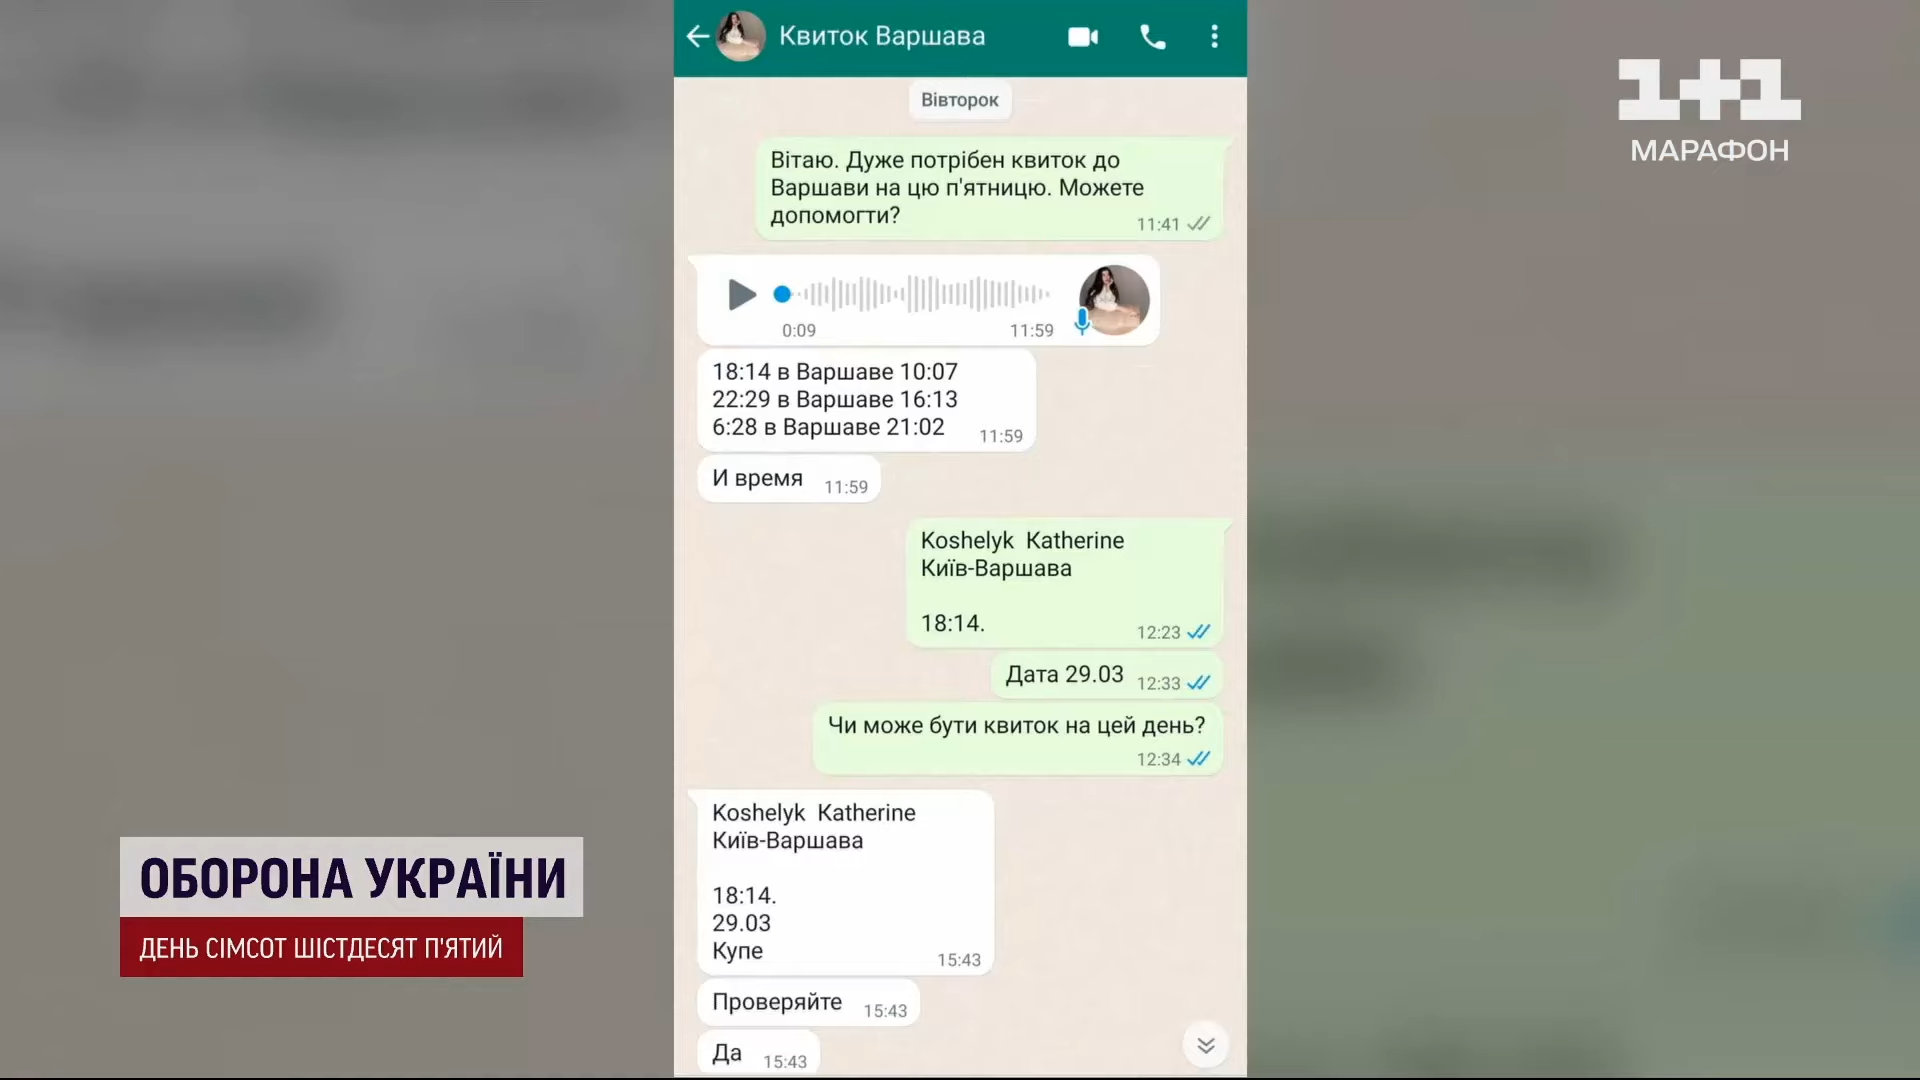 Квиток Варшава
Вівторок
Вітаю. Дуже потрібен квиток до
Варшави на цю п'ятницю. Можете
допомогти?
11:41
0:09
11:59
18:14 в Варшаве 10:07
22:29 в Варшаве 16:13
6:28 в Варшаве 21:02
11:59
И время
11:59
Koshelyk Katherine
Київ-Варшава
18:14.
12:23
Дата 29.03
12:33
Чи може бути квиток на цей день?
12:34
Koshelyk Katherine
Київ-Варшава
18:14.
29.03
Купе
15:43
Проверяйте
15:43
Да
15:43
1+1
МАРАФОН
ОБОРОНА УКРАЇНИ
ДЕНЬ СІМСОТ ШІСТДЕСЯТ П'ЯТИЙ